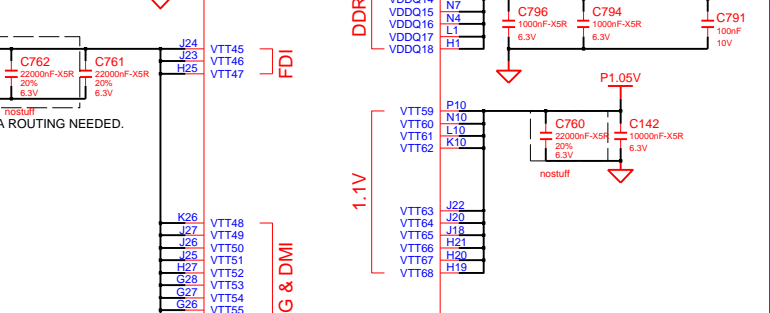 VDDQ15
VDDQ16
VDDQ17
VDDQ18
N7
N4
L1
H1
DDR
C796
1000nF-X5R
6.3V
C794
1000nF-X5R
6.3V
C791
100nF
10V
C762
22000nF-X5R
20%
6.3V
C761
22000nF-X5R
20%
6.3V
nostuff
A ROUTING NEEDED.
J24
J23
H25
VTT45
VTT46
VTT47
FDI
P1.05V
VTT59
VTT60
VTT61
VTT62
P10
N10
L10
K10
C760
22000nF-X5R
20%
6.3V
nostuff
C142
10000nF-X5R
6.3V
1.1V
VTT63
VTT64
VTT65
VTT66
VTT67
VTT68
J22
J20
J18
H21
H20
H19
K26
J27
J26
J25
H27
G28
G27
G26
VTT48
VTT49
VTT50
VTT51
VTT52
VTT53
VTT54
VTT55
G & DMI